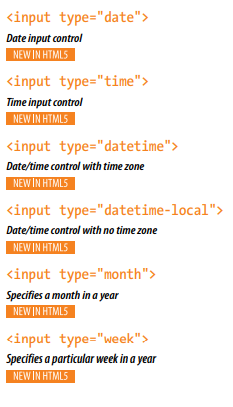 <input type="date">
Date input control
NEW IN HTML5
<input type="time">
Time input control
NEW IN HTML5
<input type="datetime">
Date/time control with time zone
NEW IN HTML5
<input type="datetime-local">
Date/time control with no time zone
NEW IN HTML5
<input type="month">
Specifies a month in a year
NEW IN HTML5
<input type="week">
Specifies a particular week in a year
NEW IN HTML5